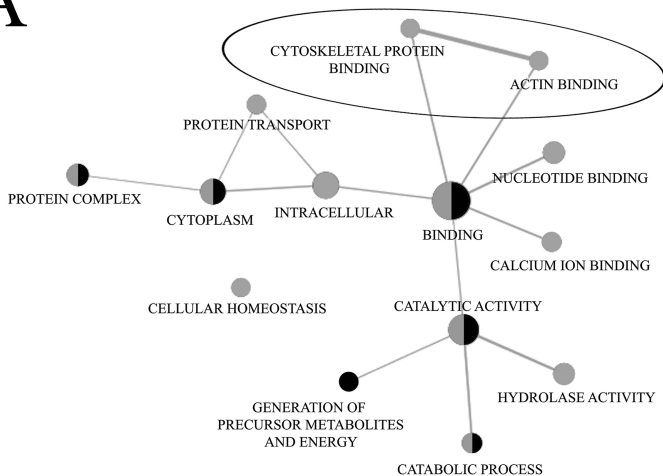 A
CYTOSKELETAL PROTEIN
BINDING
ACTIN BINDING
PROTEIN TRANSPORT
NUCLEOTIDE BINDING
PROTEIN COMPLEX
CYTOPLASM
INTRACELLULAR
BINDING
CALCIUM ION BINDING
CELLULAR HOMEOSTASIS
CATALYTIC ACTIVITY
HYDROLASE ACTIVITY
GENERATION OF
PRECURSOR METABOLITES
AND ENERGY
CATABOLIC PROCESS